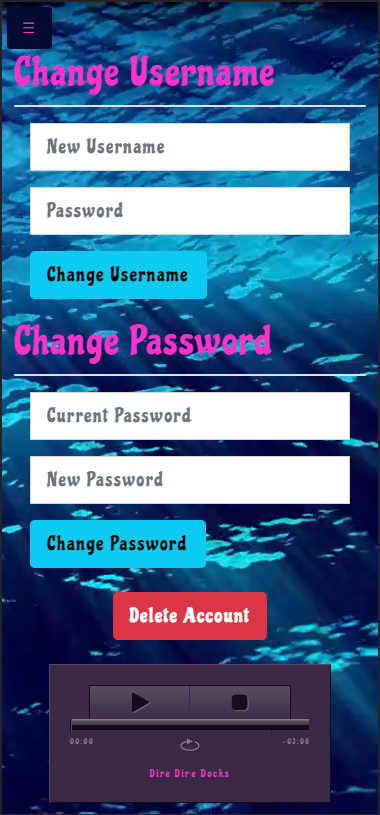 Change Username
New Username
Password
Change Username
Change Password
Current Password
New Password
Change Password
Delete Account
00:00 -03:06
Dire Dire Docks